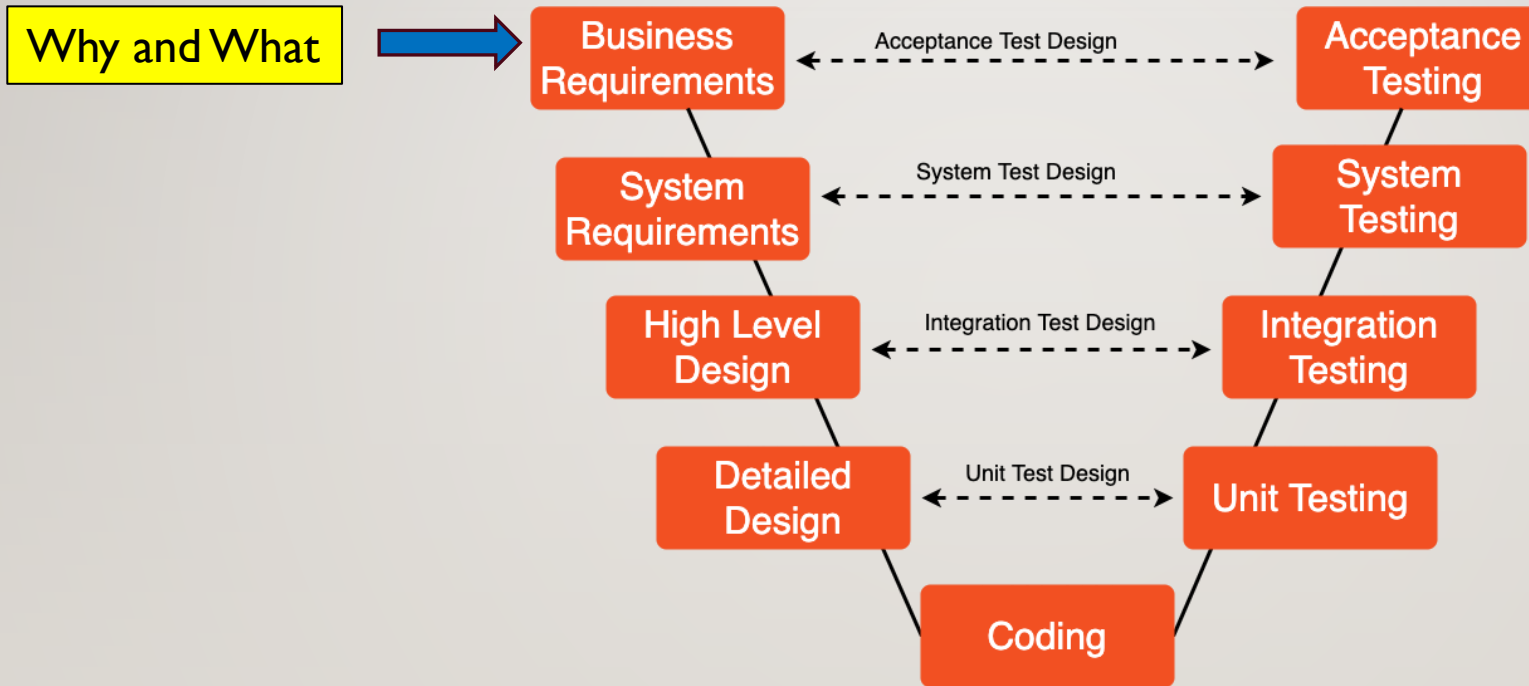 Why and What
Business
Requirements
Acceptance Test Design
Acceptance
Testing
System
Requirements
System Test Design
System
Testing
High Level
Design
Integration Test Design
Integration
Testing
Detailed
Design
Unit Test Design
Unit Testing
Coding